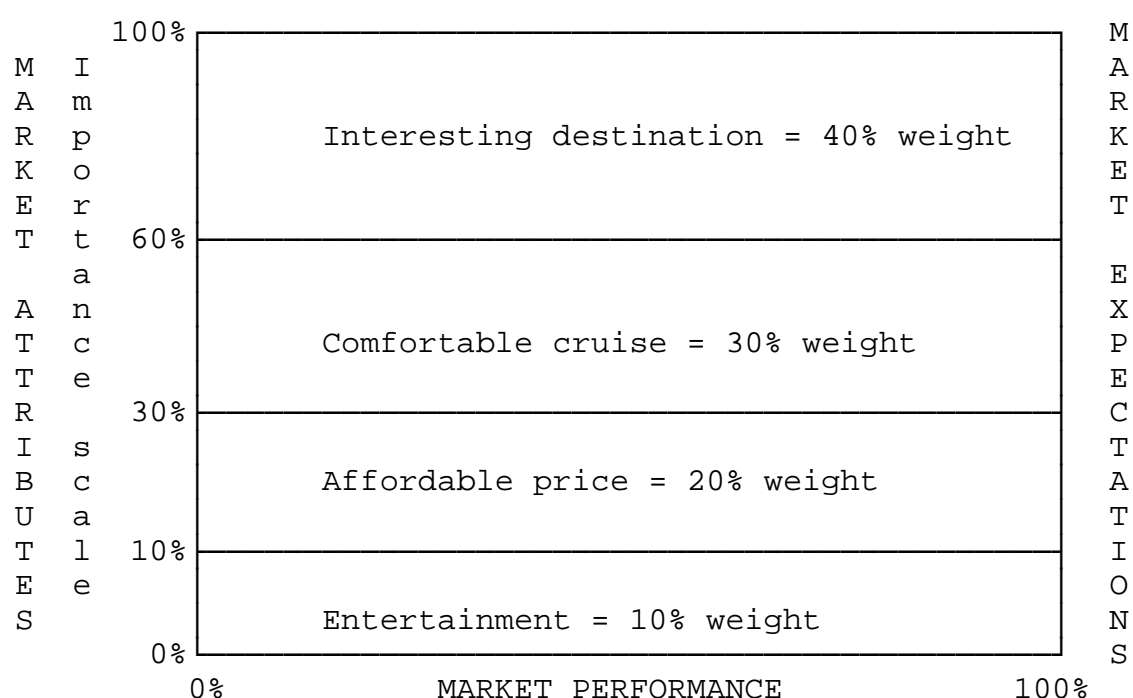 100%
MARKET ATTRIBUTES
Importance scale
Interesting destination = 40% weight
60%
Comfortable cruise = 30% weight
30%
Affordable price = 20% weight
10%
Entertainment = 10% weight
0%
0% MARKET PERFORMANCE 100%
MARKET EXPECTATIONS